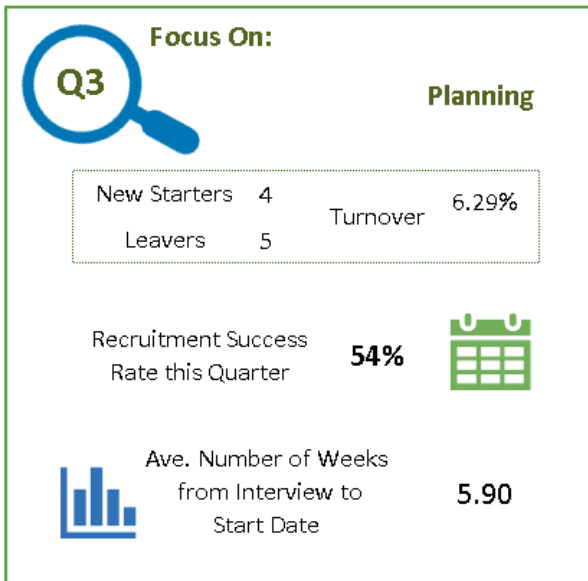 Focus On:
Q3
Planning
New Starters 4
Turnover 6.29%
Leavers 5
Recruitment Success
Rate this Quarter
54%
Ave. Number of Weeks
from Interview to
Start Date
5.90